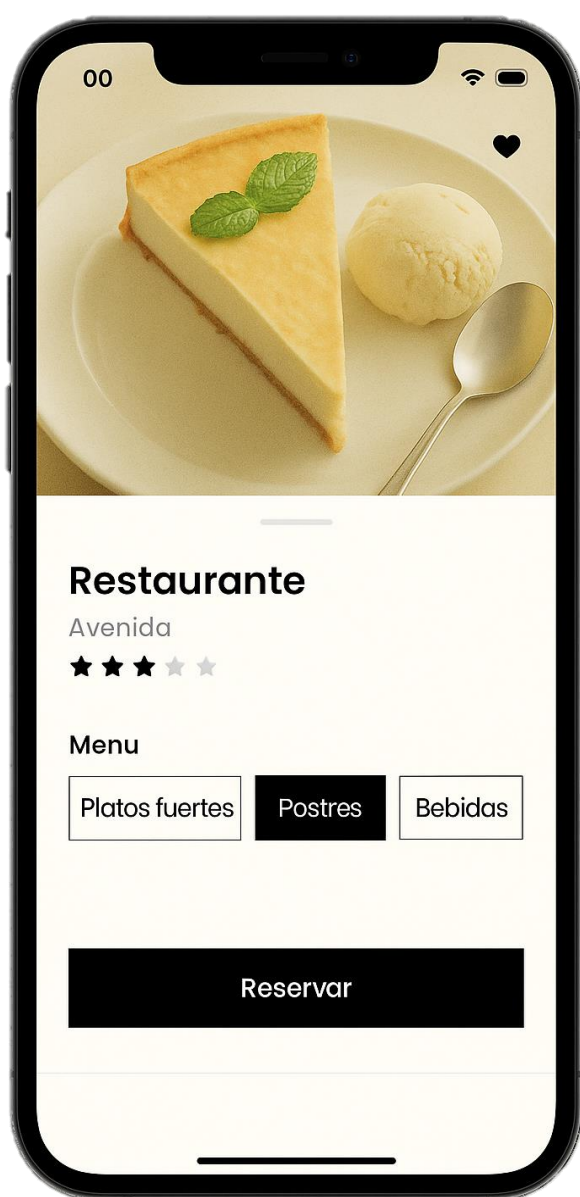 00
Restaurante
Avenida
Menu
Platos fuertes Postres Bebidas
Reservar